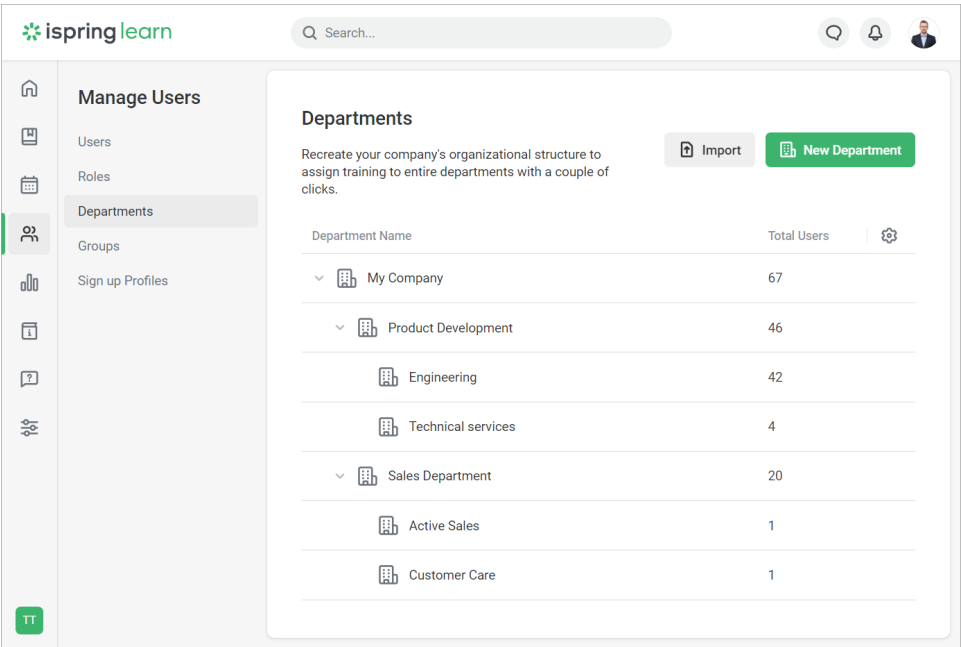 ispring learn
Search...
Manage Users
Users
Roles
Departments
Groups
Sign up Profiles
Departments
Recreate your company's organizational structure to
assign training to entire departments with a couple of
clicks.
Import
New Department
Department Name
Total Users
My Company
67
Product Development
46
Engineering
42
Technical services
4
Sales Department
20
Active Sales
1
Customer Care
1
TT